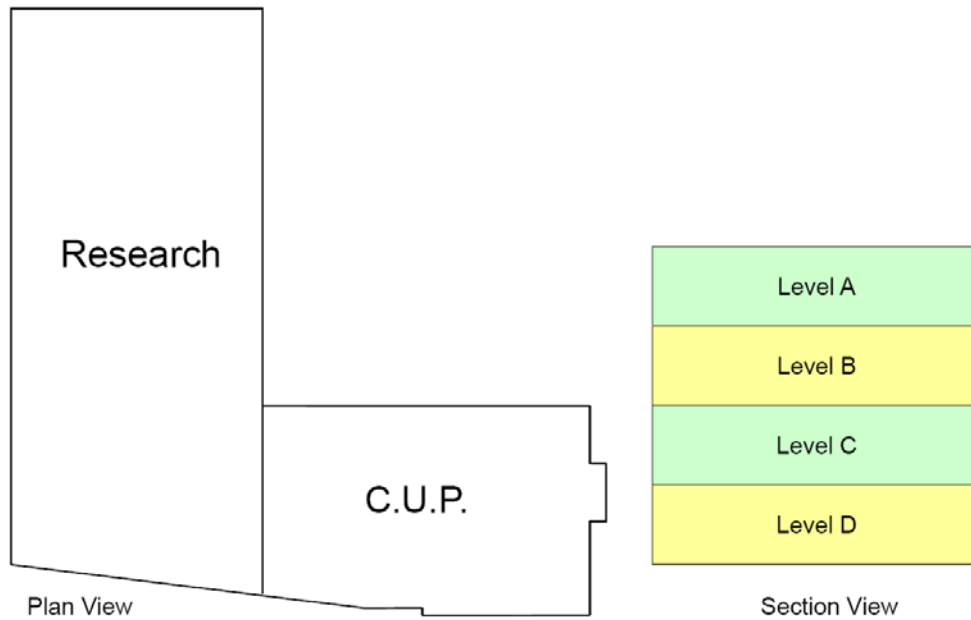 Research
C.U.P.
Plan View
Level A
Level B
Level C
Level D
Section View